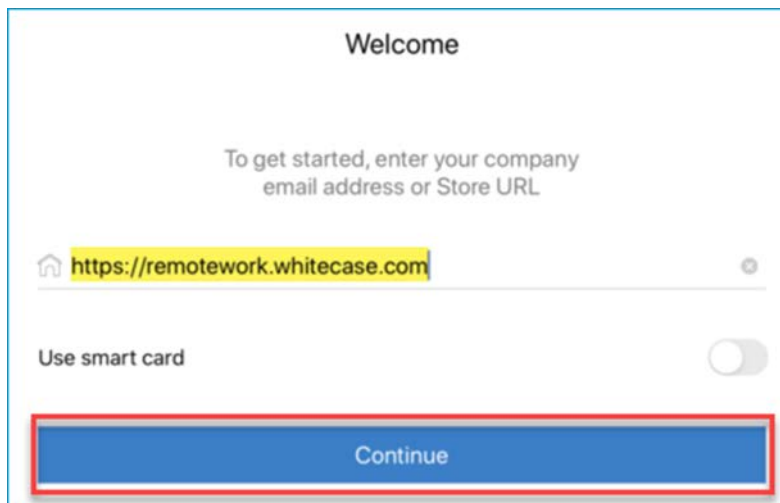 Welcome
To get started, enter your company
email address or Store URL
https://remotework.whitecase.com
Use smart card
Continue